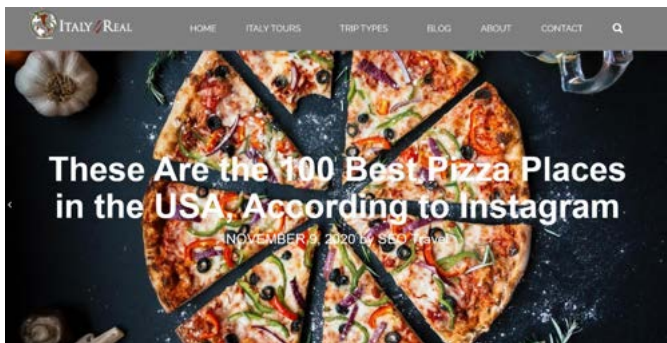 ITALY 4 REAL
HOME ITALY TOURS TRIP TYPES BLOG ABOUT CONTACT
These Are the 100 Best Pizza Places
in the USA, According to Instagram
NOVEMBER 9, 2020 by SEO Travel